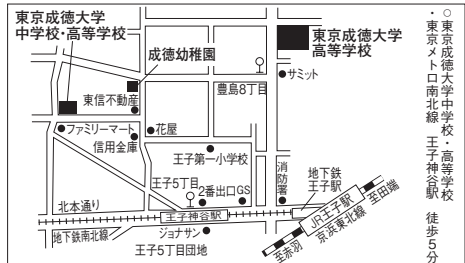 東京成德大学
中学校・高等学校
成徳幼稚園
東京成德大学
高等学校
東信不動産
豊島8丁目
サミット
ファミリーマート
花屋
信用金庫
王子第一小学校
消防署
地下鉄
王子駅
王子5丁目
2番出口
GS
北本通り
王子神谷駅
JR王子駅
至田端
地下鉄南北線
ジョナサン
京浜東北線
至赤羽
王子5丁目団地
○東京成徳大学中学校・高等学校
・東京メトロ南北線 王子神谷駅 徒歩5分